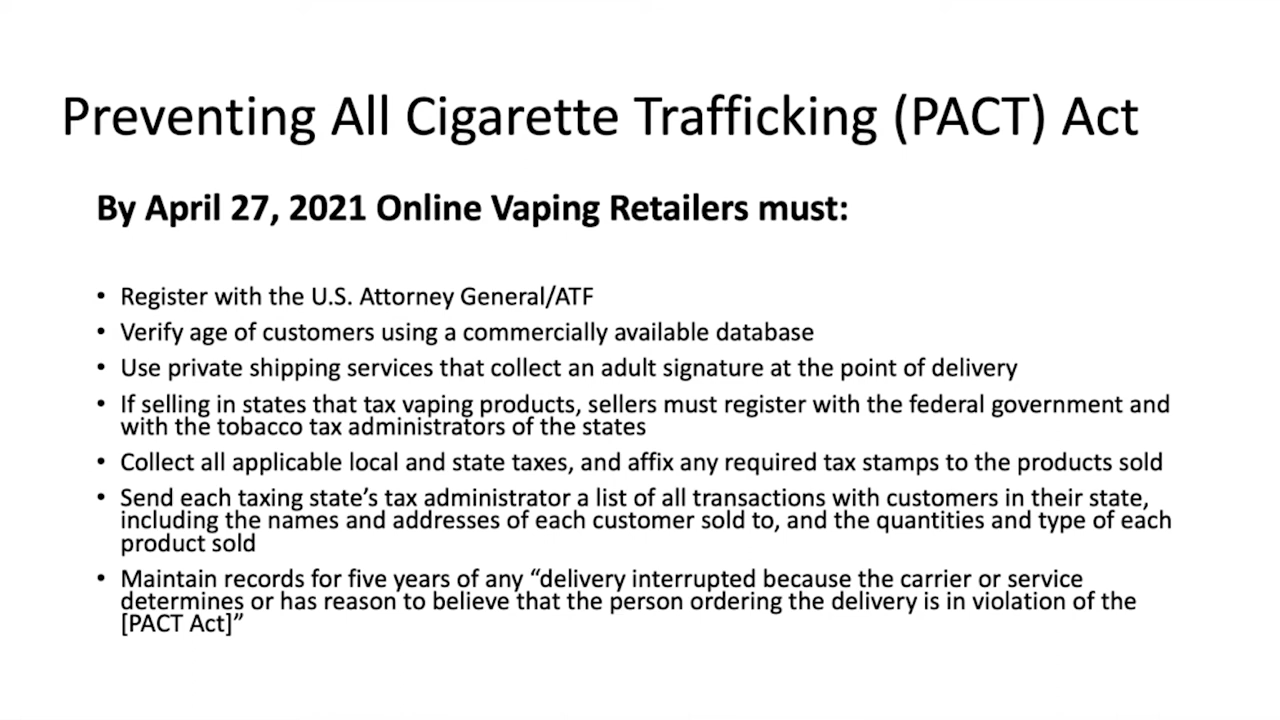 Preventing All Cigarette Trafficking (PACT) Act
By April 27, 2021 Online Vaping Retailers must:
• Register with the U.S. Attorney General/ATF
• Verify age of customers using a commercially available database
• Use private shipping services that collect an adult signature at the point of delivery
• If selling in states that tax vaping products, sellers must register with the federal government and
with the tobacco tax administrators of the states
• Collect all applicable local and state taxes, and affix any required tax stamps to the products sold
• Send each taxing state’s tax administrator a list of all transactions with customers in their state,
including the names and addresses of each customer sold to, and the quantities and type of each
product sold
• Maintain records for five years of any “delivery interrupted because the carrier or service
determines or has reason to believe that the person ordering the delivery is in violation of the
[PACT Act]”